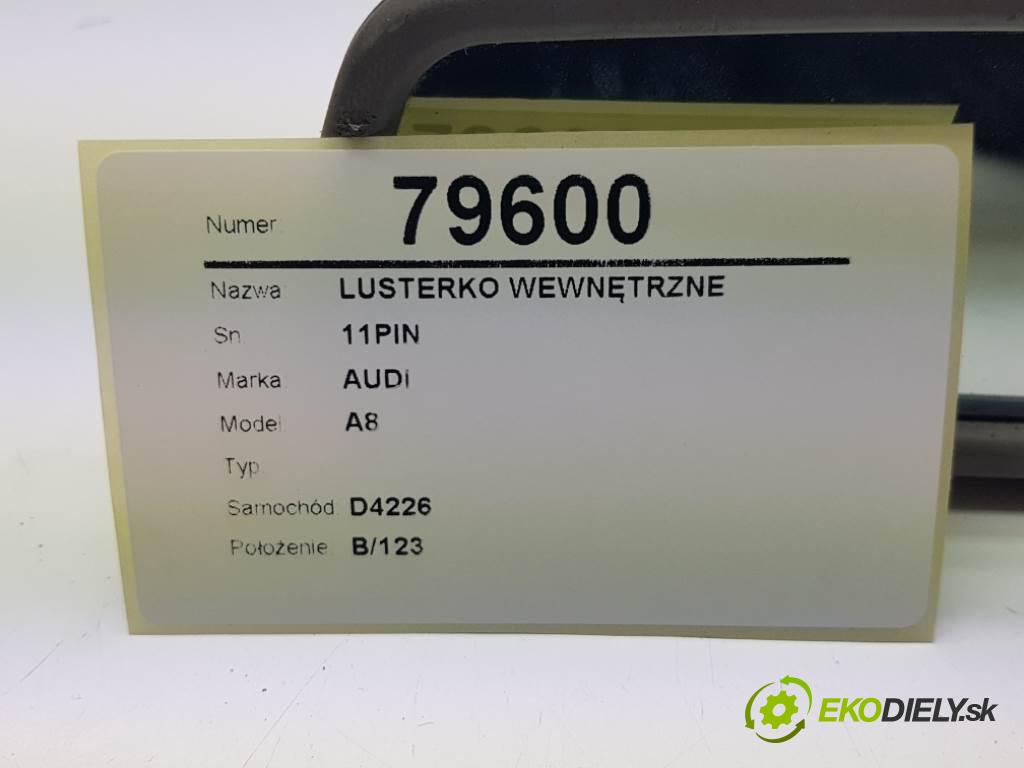 Numer: 79600
Nazwa: LUSTERKO WEWNĘTRZNE
Sn: 11PIN
Marka: AUDI
Model: A8
Typ:
Samochód: D4226
Położenie: B/123
EKODIELY.sk